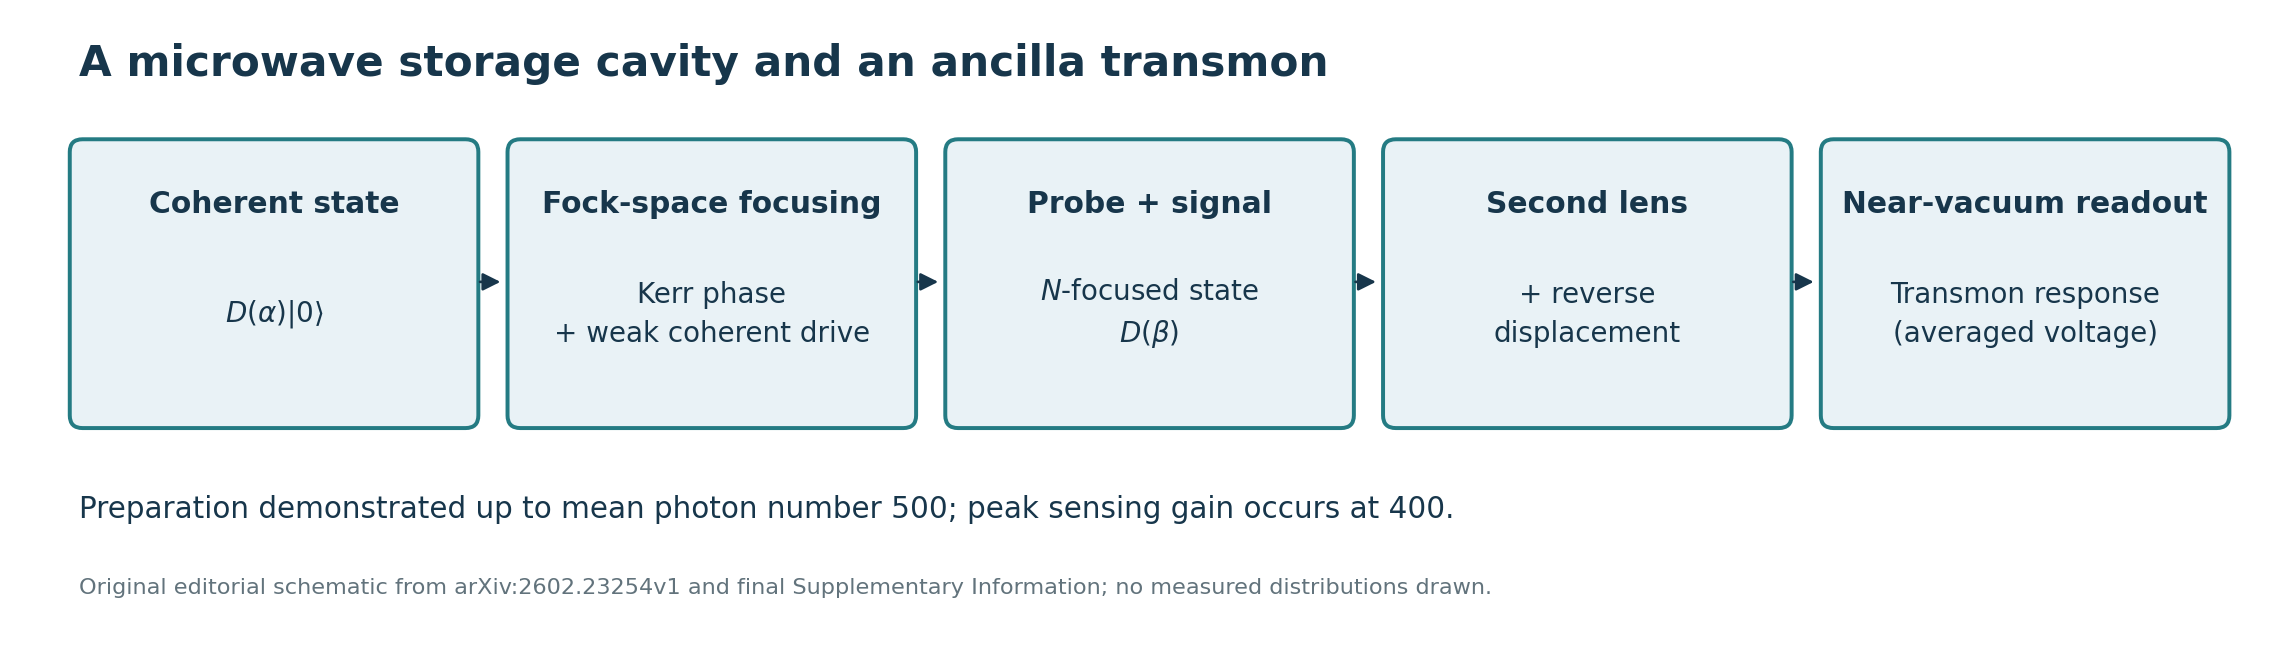 A microwave storage cavity and an ancilla transmon
Coherent state
D(α)|0⟩
Fock-space focusing
Kerr phase
+ weak coherent drive
Probe + signal
N-focused state
D(β)
Second lens
+ reverse
displacement
Near-vacuum readout
Transmon response
(averaged voltage)
Preparation demonstrated up to mean photon number 500; peak sensing gain occurs at 400.
Original editorial schematic from arXiv:2602.23254v1 and final Supplementary Information; no measured distributions drawn.